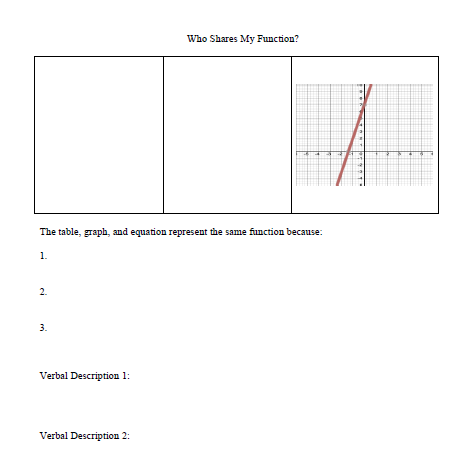 Who Shares My Function?
The table, graph, and equation represent the same function because:
1.
2.
3.
Verbal Description 1:
Verbal Description 2: